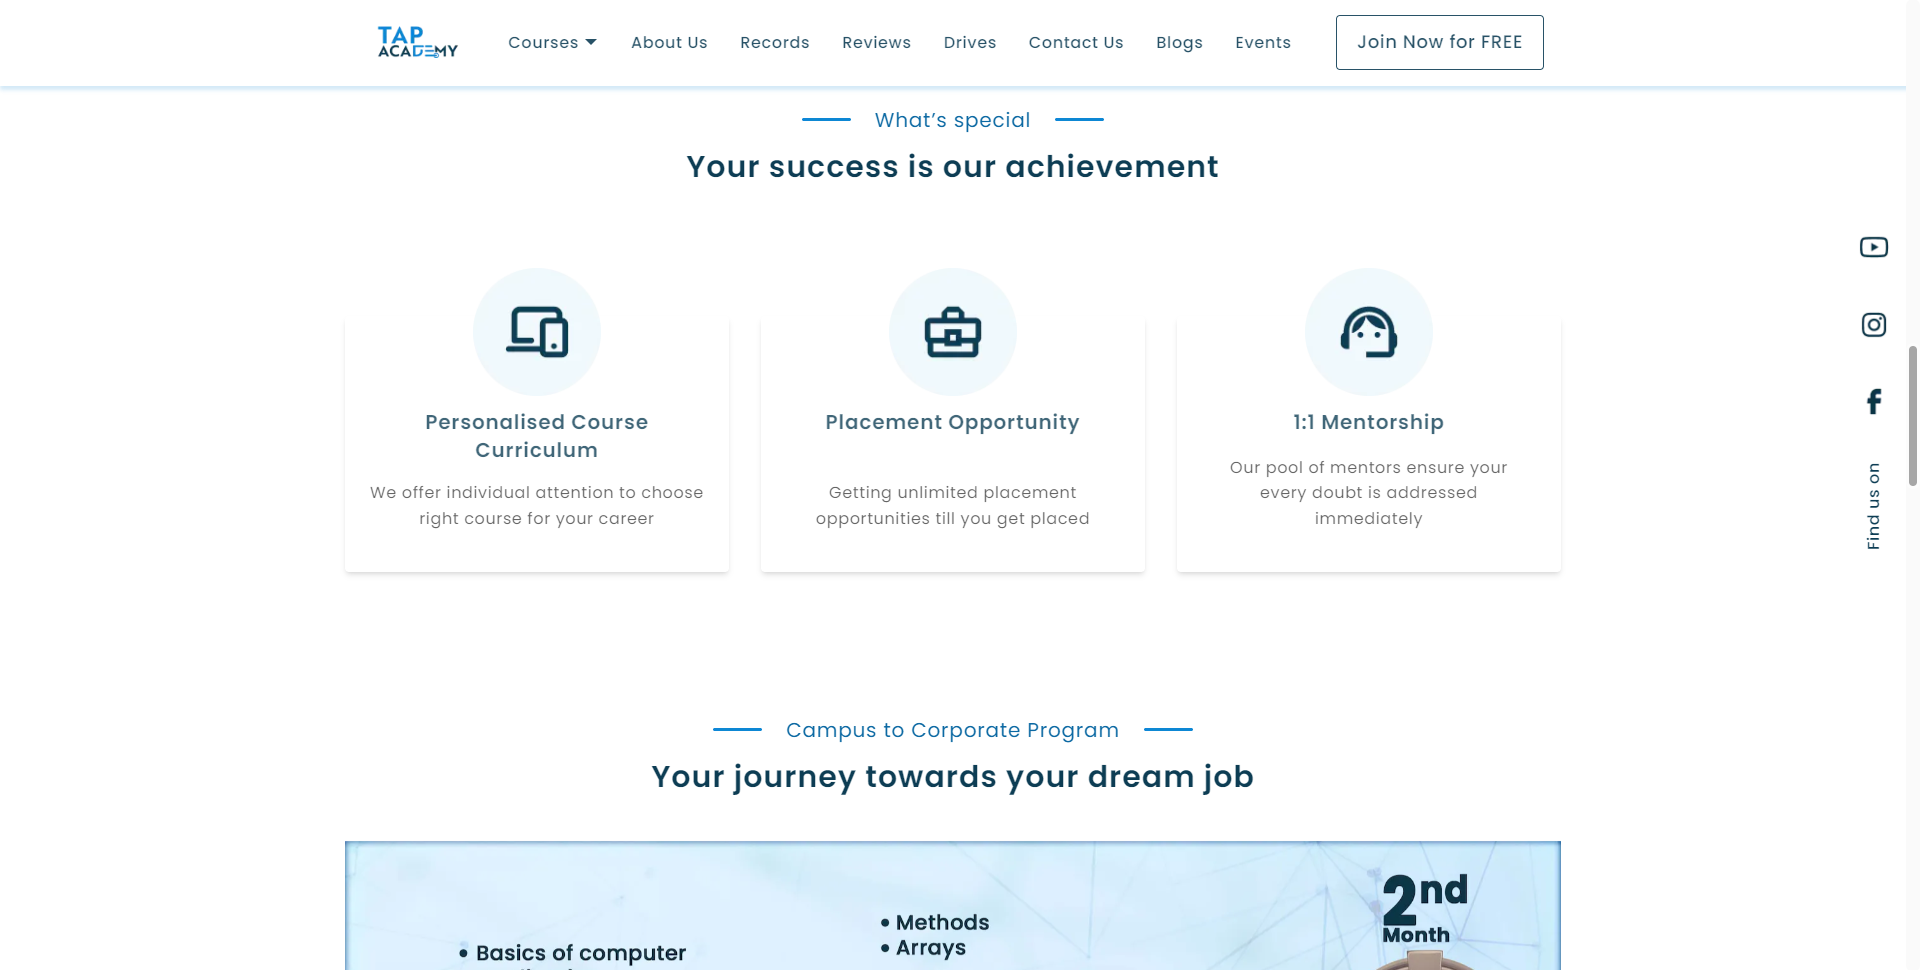 TAP
ACADEMY
Courses
About Us
Records
Reviews
Drives
Contact Us
Blogs
Events
Join Now for FREE
What’s special
Your success is our achievement
Personalised Course
Curriculum
We offer individual attention to choose
right course for your career
Placement Opportunity
Getting unlimited placement
opportunities till you get placed
1:1 Mentorship
Our pool of mentors ensure your
every doubt is addressed
immediately
Find us on
Campus to Corporate Program
Your journey towards your dream job
2nd
Month
• Methods
• Arrays
• Basics of computer